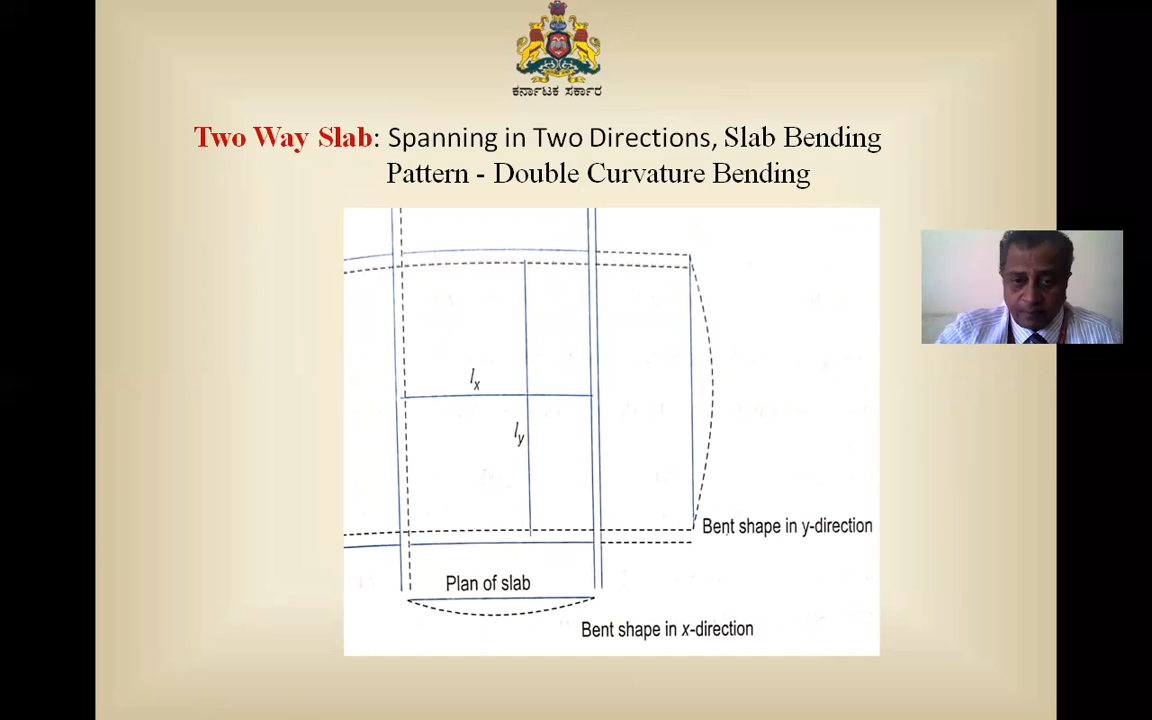 ಕರ್ನಾಟಕ ಸರ್ಕಾರ
Two Way Slab: Spanning in Two Directions, Slab Bending
Pattern - Double Curvature Bending
lx
ly
Bent shape in y-direction
Plan of slab
Bent shape in x-direction